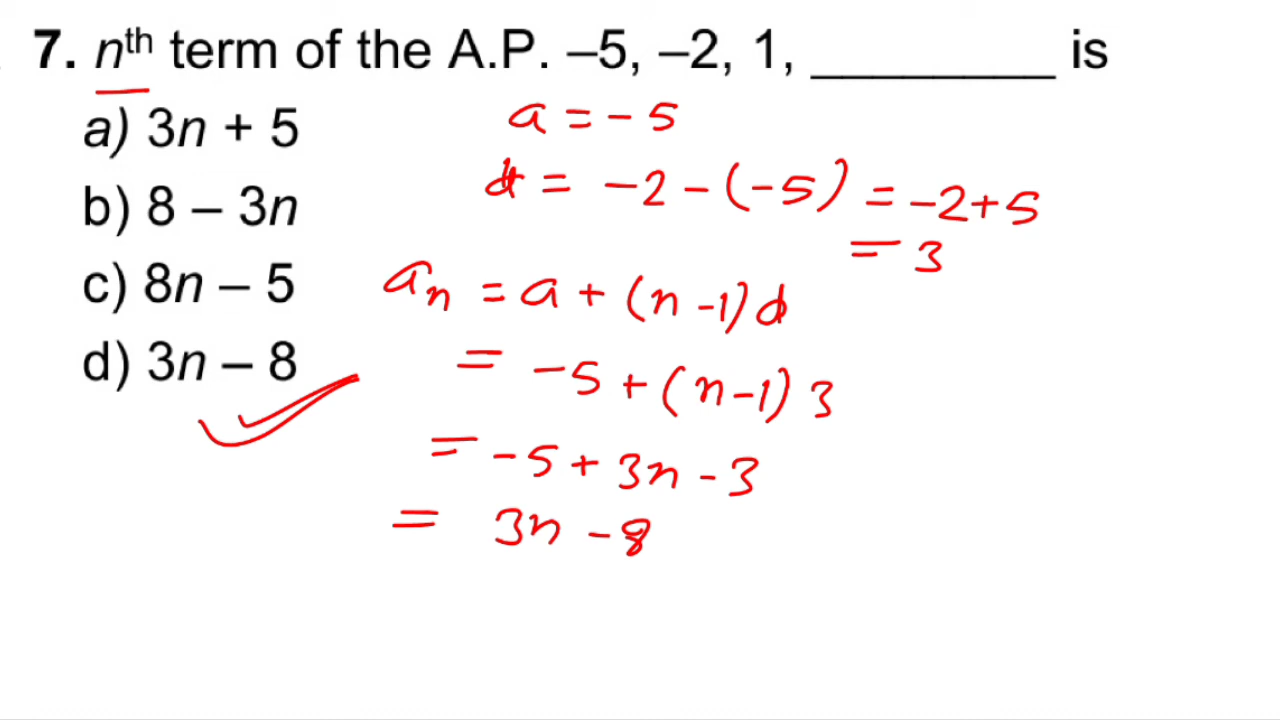 7. nᵗʰ term of the A.P. –5, –2, 1, ________ is
a) 3n + 5
a = -5
b) 8 – 3n
d = -2 - (-5) = -2+5
= 3
c) 8n – 5
aₙ = a + (n-1)d
d) 3n – 8
= -5 + (n-1) 3
= -5 + 3n - 3
= 3n - 8